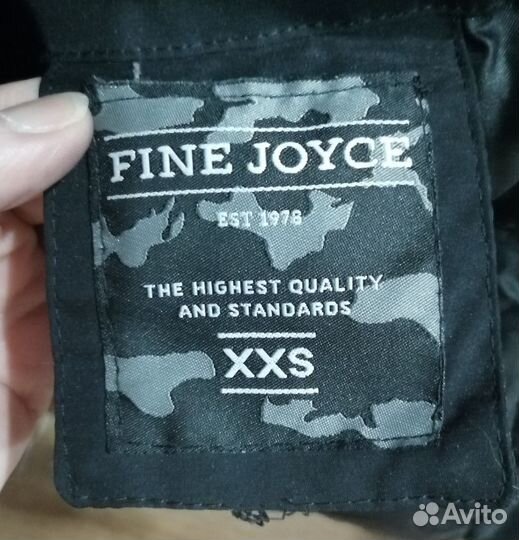 FINE JOYCE
EST 1978
THE HIGHEST QUALITY
AND STANDARDS
XXS
Avito